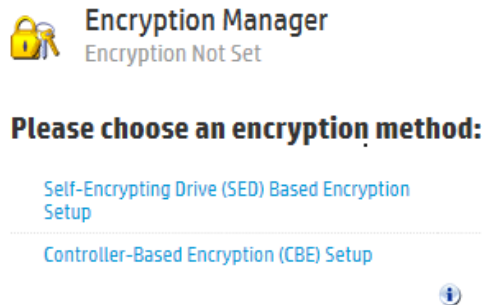 Encryption Manager
Encryption Not Set
Please choose an encryption method:
Self-Encrypting Drive (SED) Based Encryption
Setup
Controller-Based Encryption (CBE) Setup